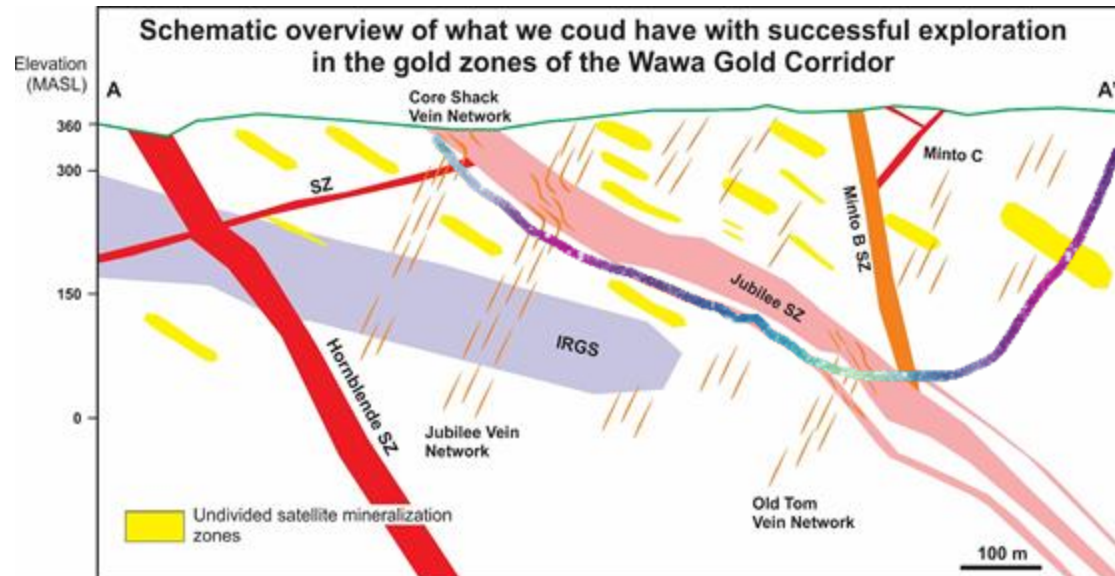 Schematic overview of what we coud have with successful exploration
in the gold zones of the Wawa Gold Corridor
Elevation
(MASL)
A
A'
Core Shack
Vein Network
360
300
150
0
SZ
Minto C
Minto B SZ
Jubilee SZ
IRGS
Hornblende SZ
Jubilee Vein
Network
Old Tom
Vein Network
Undivided satellite mineralization
zones
100 m